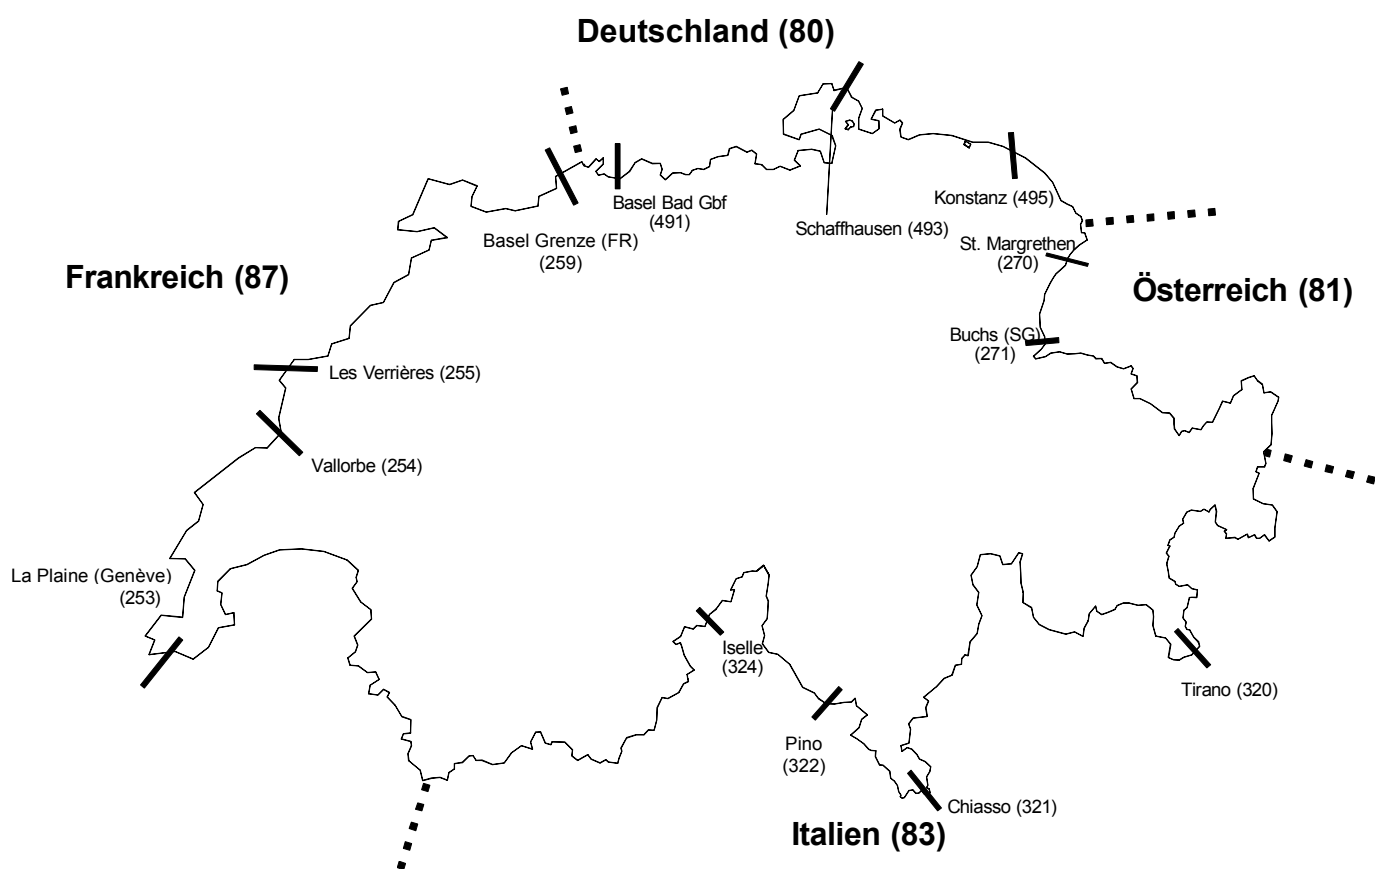 Deutschland (80)
Konstanz (495)
Basel Bad Gbf
(491)
Schaffhausen (493)
Basel Grenze (FR)
(259)
St. Margrethen
(270)
Frankreich (87)
Österreich (81)
Buchs (SG)
(271)
Les Verrières (255)
Vallorbe (254)
La Plaine (Genève)
(253)
Iselle
(324)
Tirano (320)
Pino
(322)
Chiasso (321)
Italien (83)